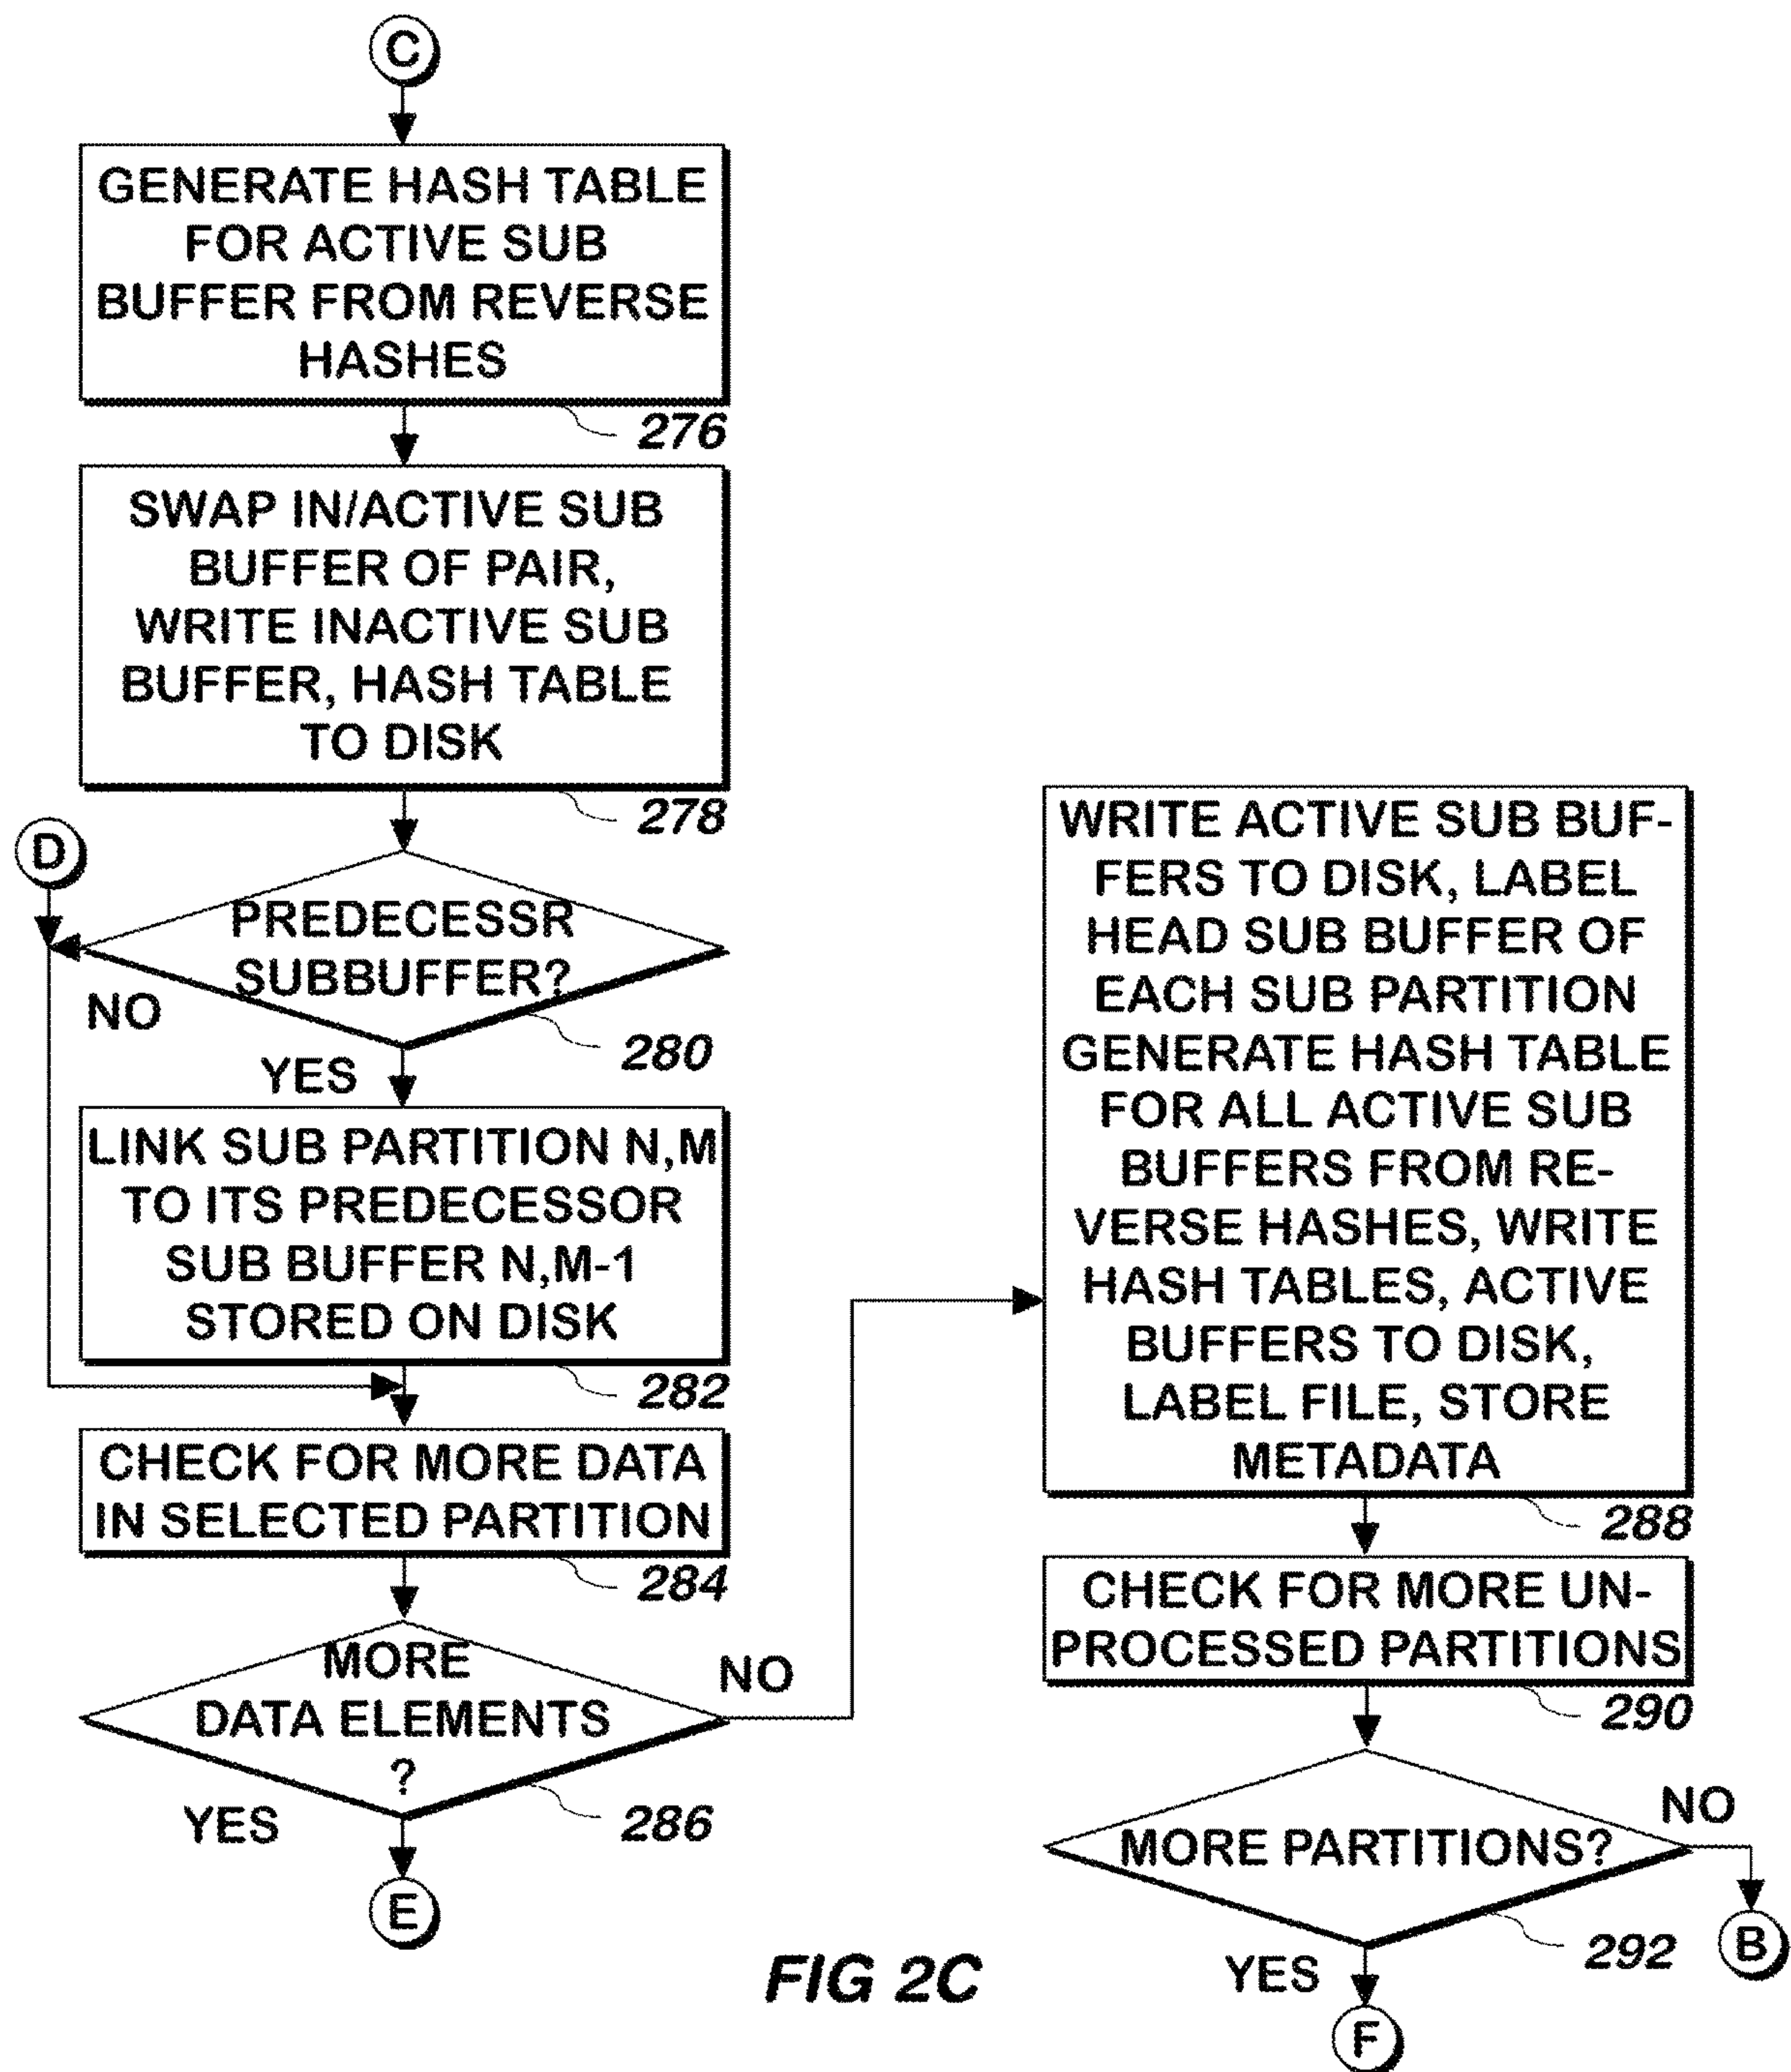 C
GENERATE HASH TABLE
FOR ACTIVE SUB
BUFFER FROM REVERSE
HASHES
276
SWAP IN/ACTIVE SUB
BUFFER OF PAIR,
WRITE INACTIVE SUB
BUFFER, HASH TABLE
TO DISK
278
D
PREDECESSR
SUBBUFFER?
NO
280
YES
LINK SUB PARTITION N,M
TO ITS PREDECESSOR
SUB BUFFER N,M-1
STORED ON DISK
282
CHECK FOR MORE DATA
IN SELECTED PARTITION
284
MORE
DATA ELEMENTS
?
NO
YES
286
E
WRITE ACTIVE SUB BUF-
FERS TO DISK, LABEL
HEAD SUB BUFFER OF
EACH SUB PARTITION
GENERATE HASH TABLE
FOR ALL ACTIVE SUB
BUFFERS FROM RE-
VERSE HASHES, WRITE
HASH TABLES, ACTIVE
BUFFERS TO DISK,
LABEL FILE, STORE
METADATA
288
CHECK FOR MORE UN-
PROCESSED PARTITIONS
290
MORE PARTITIONS?
NO
292
B
YES
F
FIG 2C